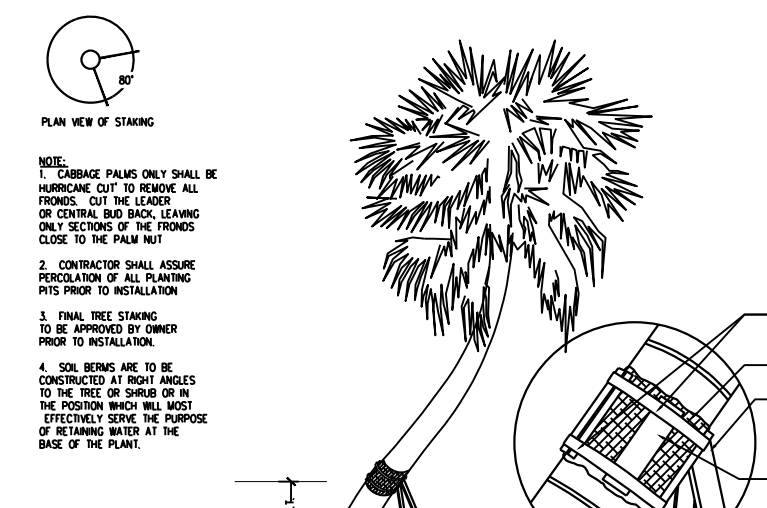 80°
PLAN VIEW OF STAKING
NOTE:
1. CABBAGE PALMS ONLY SHALL BE
HURRICANE CUT' TO REMOVE ALL
FRONDS. CUT THE LEADER
OR CENTRAL BUD BACK, LEAVING
ONLY SECTIONS OF THE FRONDS
CLOSE TO THE PALM NUT
2. CONTRACTOR SHALL ASSURE
PERCOLATION OF ALL PLANTING
PITS PRIOR TO INSTALLATION
3. FINAL TREE STAKING
TO BE APPROVED BY OWNER
PRIOR TO INSTALLATION.
4. SOIL BERMS ARE TO BE
CONSTRUCTED AT RIGHT ANGLES
TO THE TREE OR SHRUB OR IN
THE POSITION WHICH WILL MOST
EFFECTIVELY SERVE THE PURPOSE
OF RETAINING WATER AT THE
BASE OF THE PLANT.